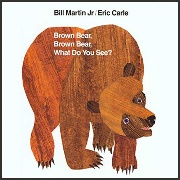 Bill Martin Jr / Eric Carle
Brown Bear,
Brown Bear,
What Do You See?